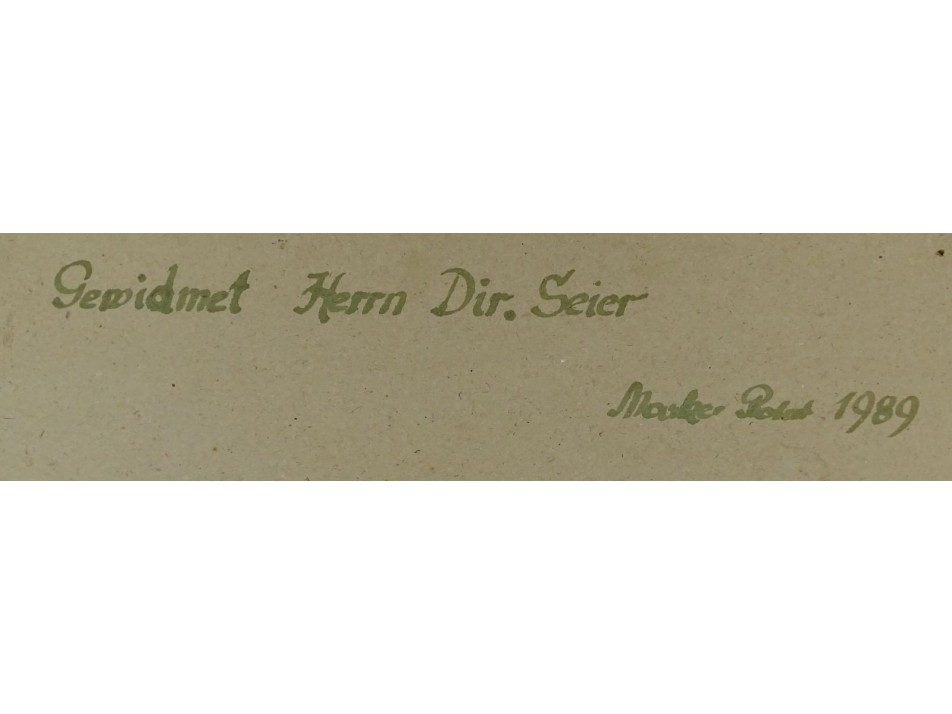 Gewidmet Herrn Dir. Seier
1989